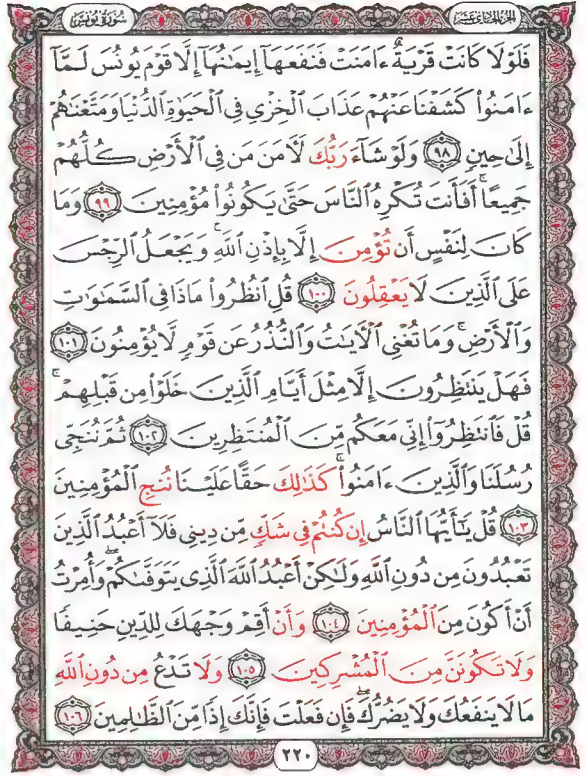 سُورَةُ يُونُسَ
الجزء الحادي عشر
فَلَوْلَا كَانَتْ قَرْيَةٌ ءَامَنَتْ فَنَفَعَهَآ إِيمَٰنُهَآ إِلَّا قَوْمَ يُونُسَ لَمَّآ
ءَامَنُوا۟ كَشَفْنَا عَنْهُمْ عَذَابَ ٱلْخِزْىِ فِى ٱلْحَيَوٰةِ ٱلدُّنْيَا وَمَتَّعْنَٰهُمْ
إِلَىٰ حِينٍ ٩٨ وَلَوْ شَآءَ رَبُّكَ لَـَٔامَنَ مَن فِى ٱلْأَرْضِ كُلُّهُمْ
جَمِيعًا ۚ أَفَأَنتَ تُكْرِهُ ٱلنَّاسَ حَتَّىٰ يَكُونُوا۟ مُؤْمِنِينَ ٩٩ وَمَا
كَانَ لِنَفْسٍ أَن تُؤْمِنَ إِلَّا بِإِذْنِ ٱللَّهِ ۚ وَيَجْعَلُ ٱلرِّجْسَ
عَلَى ٱلَّذِينَ لَا يَعْقِلُونَ ١٠٠ قُلِ ٱنظُرُوا۟ مَاذَا فِى ٱلسَّمَٰوَٰتِ
وَٱلْأَرْضِ ۚ وَمَا تُغْنِى ٱلْـَٔايَٰتُ وَٱلنُّذُرُ عَن قَوْمٍ لَّا يُؤْمِنُونَ ١٠١
فَهَلْ يَنتَظِرُونَ إِلَّا مِثْلَ أَيَّامِ ٱلَّذِينَ خَلَوْا۟ مِن قَبْلِهِمْ ۚ
قُلْ فَٱنتَظِرُوٓا۟ إِنِّى مَعَكُم مِّنَ ٱلْمُنتَظِرِينَ ١٠٢ ثُمَّ نُنَجِّى
رُسُلَنَا وَٱلَّذِينَ ءَامَنُوا۟ ۚ كَذَٰلِكَ حَقًّا عَلَيْنَا نُنجِ ٱلْمُؤْمِنِينَ
١٠٣ قُلْ يَٰٓأَيُّهَا ٱلنَّاسُ إِن كُنتُمْ فِى شَكٍّ مِّن دِينِى فَلَآ أَعْبُدُ ٱلَّذِينَ
تَعْبُدُونَ مِن دُونِ ٱللَّهِ وَلَٰكِنْ أَعْبُدُ ٱللَّهَ ٱلَّذِى يَتَوَفَّىٰكُمْ ۖ وَأُمِرْتُ
أَنْ أَكُونَ مِنَ ٱلْمُؤْمِنِينَ ١٠٤ وَأَنْ أَقِمْ وَجْهَكَ لِلدِّينِ حَنِيفًا
وَلَا تَكُونَنَّ مِنَ ٱلْمُشْرِكِينَ ١٠٥ وَلَا تَدْعُ مِن دُونِ ٱللَّهِ
مَا لَا يَنفَعُكَ وَلَا يَضُرُّكَ ۖ فَإِن فَعَلْتَ فَإِنَّكَ إِذًا مِّنَ ٱلظَّٰلِمِينَ ١٠٦
٢٢٠